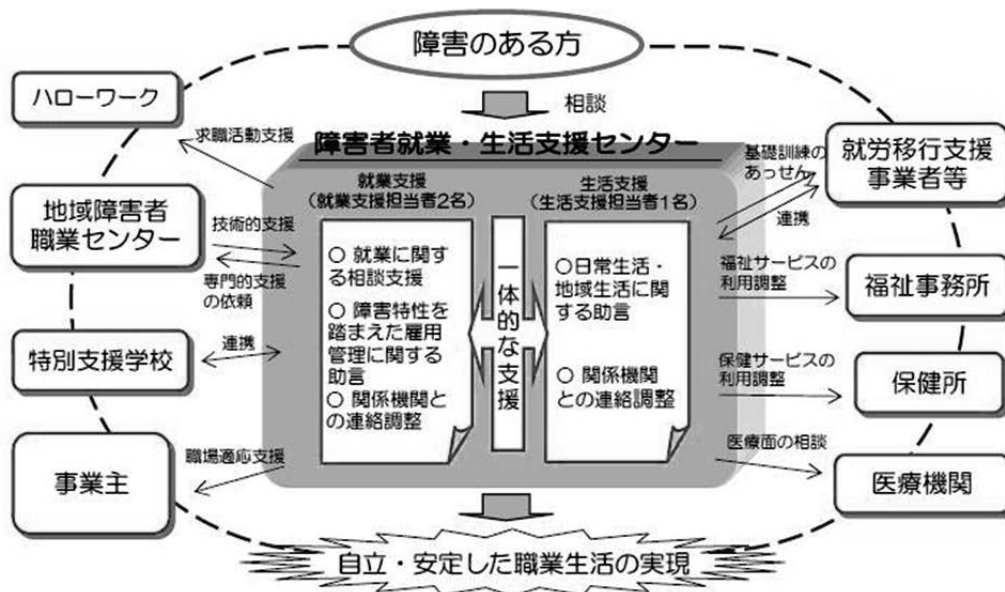 障害のある方
相談
ハローワーク
求職活動支援
地域障害者
職業センター
技術的支援
専門的支援
の依頼
特別支援学校
連携
事業主
職場適応支援
障害者就業・生活支援センター
就業支援
(就業支援担当者2名)
○ 就業に関す
る相談支援
○ 障害特性を
踏まえた雇用
管理に関する
助言
○ 関係機関と
の連絡調整
一体的な支援
生活支援
(生活支援担当者1名)
○日常生活・
地域生活に関
する助言
○ 関係機関
との連絡調整
基礎訓練の
あっせん
連携
就労移行支援
事業者等
福祉サービスの
利用調整
福祉事務所
保健サービスの
利用調整
保健所
医療面の相談
医療機関
自立・安定した職業生活の実現